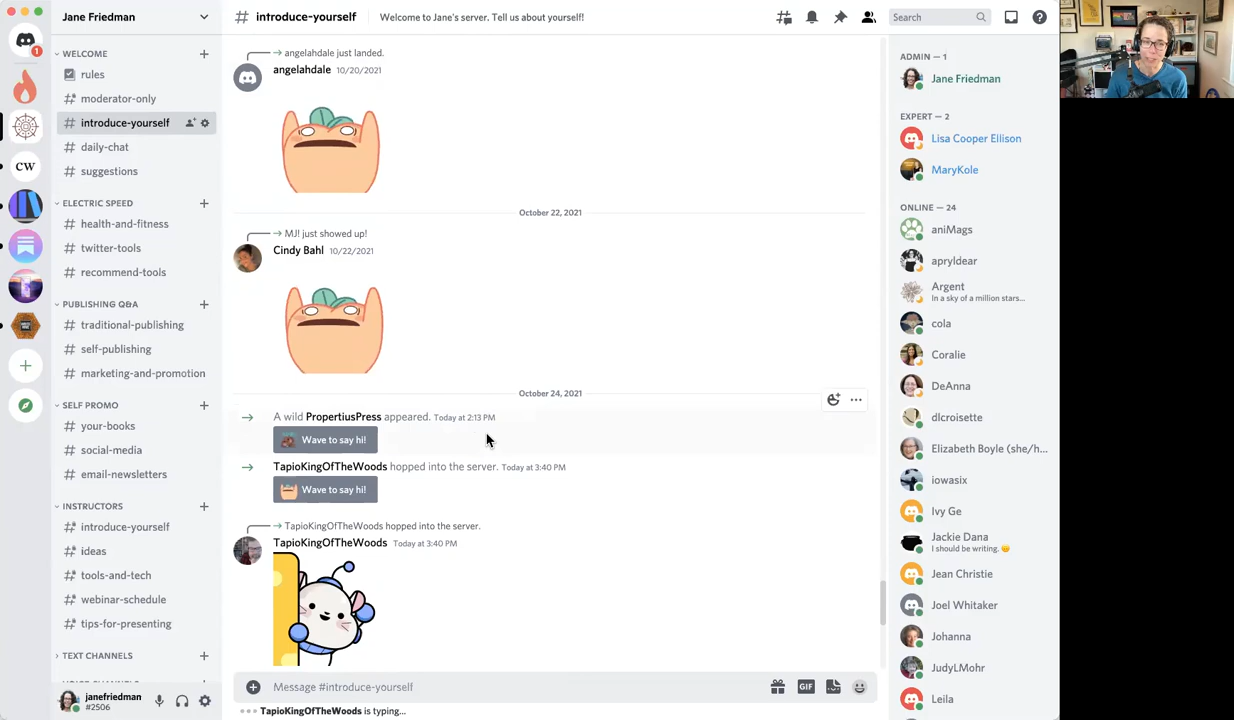 1
CW
Jane Friedman
WELCOME
rules
moderator-only
introduce-yourself
daily-chat
suggestions
ELECTRIC SPEED
health-and-fitness
twitter-tools
recommend-tools
PUBLISHING Q&A
traditional-publishing
self-publishing
marketing-and-promotion
SELF PROMO
your-books
social-media
email-newsletters
INSTRUCTORS
introduce-yourself
ideas
tools-and-tech
webinar-schedule
tips-for-presenting
TEXT CHANNELS
janefriedman
#2506
# introduce-yourself Welcome to Jane's server. Tell us about yourself!
Search
angelahdale just landed.
angelahdale 10/20/2021
October 22, 2021
MJ! just showed up!
Cindy Bahl 10/22/2021
October 24, 2021
A wild PropertiusPress appeared. Today at 2:13 PM
Wave to say hi!
TapioKingOfTheWoods hopped into the server. Today at 3:40 PM
Wave to say hi!
TapioKingOfTheWoods hopped into the server.
TapioKingOfTheWoods Today at 3:40 PM
Message #introduce-yourself
GIF
TapioKingOfTheWoods is typing...
ADMIN — 1
Jane Friedman
EXPERT — 2
Lisa Cooper Ellison
MaryKole
ONLINE — 24
aniMags
apryldear
Argent
In a sky of a million stars...
cola
Coralie
DeAnna
dlcroisette
Elizabeth Boyle (she/h...
iowasix
Ivy Ge
Jackie Dana
I should be writing. 😬
Jean Christie
Joel Whitaker
Johanna
JudyLMohr
Leila